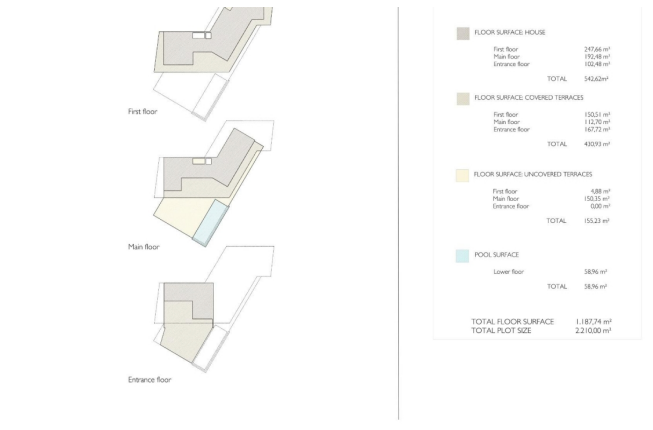 First floor
Main floor
Entrance floor
FLOOR SURFACE: HOUSE
First floor 247,66 m²
Main floor 192,48 m²
Entrance floor 102,48 m²
TOTAL 542,62m²
FLOOR SURFACE: COVERED TERRACES
First floor 150,51 m²
Main floor 112,70 m²
Entrance floor 167,72 m²
TOTAL 430,93 m²
FLOOR SURFACE: UNCOVERED TERRACES
First floor 4,88 m²
Main floor 150,35 m²
Entrance floor 0,00 m²
TOTAL 155,23 m²
POOL SURFACE
Lower floor 58,96 m²
TOTAL 58,96 m²
TOTAL FLOOR SURFACE 1.187,74 m²
TOTAL PLOT SIZE 2.210,00 m²